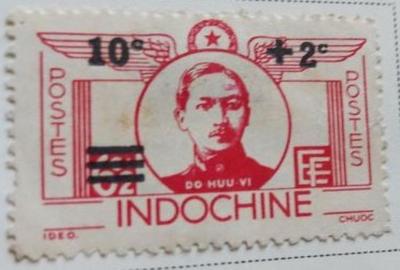 10c + 2c
POSTES
POSTES
DO-HUU-VI
EF
INDOCHINE
IDEO.
CHUOC